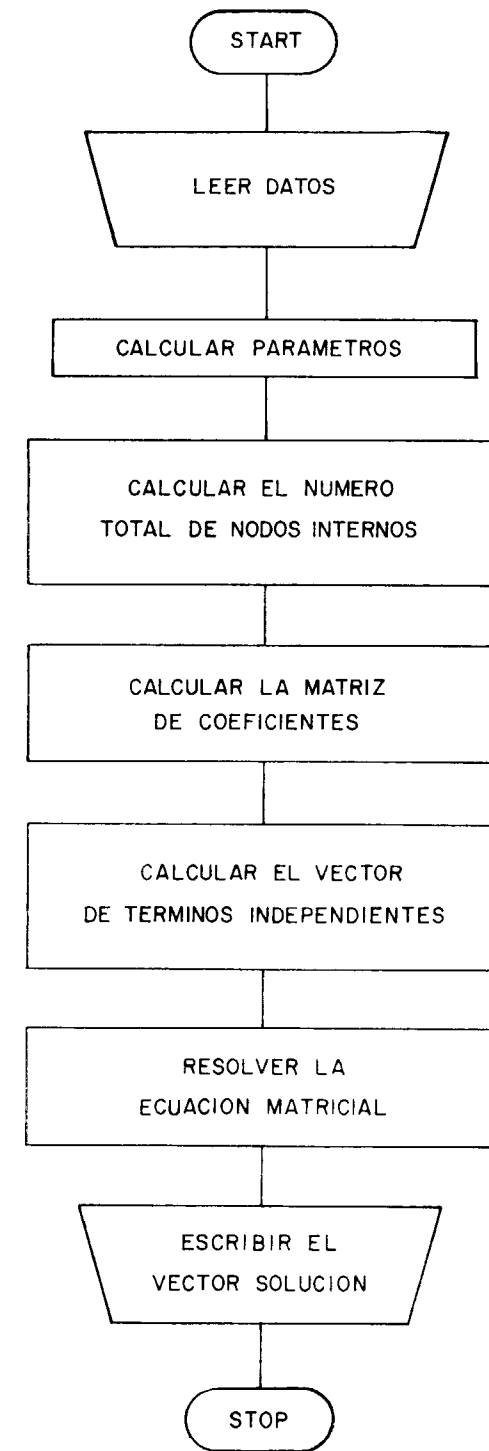 START
LEER DATOS
CALCULAR PARAMETROS
CALCULAR EL NUMERO
TOTAL DE NODOS INTERNOS
CALCULAR LA MATRIZ
DE COEFICIENTES
CALCULAR EL VECTOR
DE TERMINOS INDEPENDIENTES
RESOLVER LA
ECUACION MATRICIAL
ESCRIBIR EL
VECTOR SOLUCION
STOP